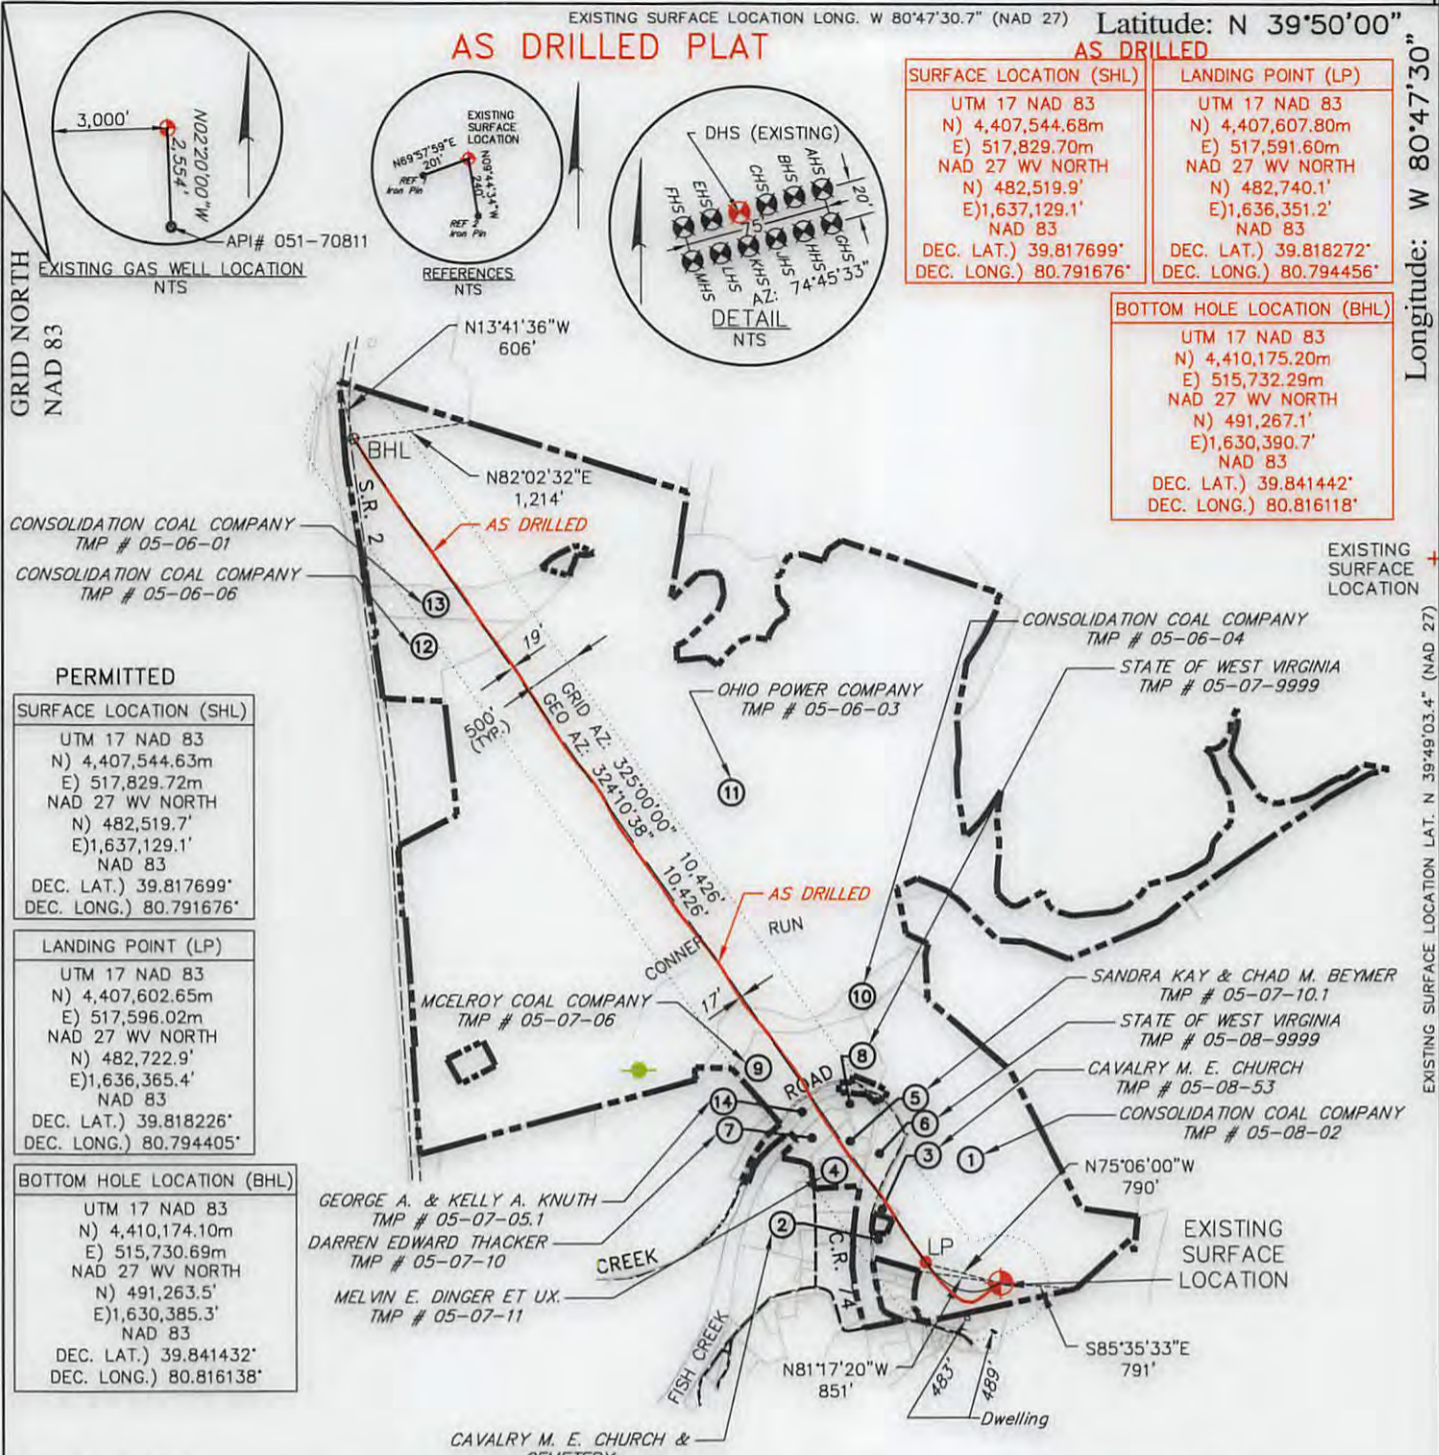 EXISTING SURFACE LOCATION LONG. W 80°47'30.7" (NAD 27)
Latitude: N 39°50'00"
AS DRILLED PLAT
Longitude: W 80°47'30"
3,000'
N02°20'00"W
2,554'
API# 051-70811
EXISTING GAS WELL LOCATION
NTS
GRID NORTH
NAD 83
EXISTING
SURFACE
LOCATION
N69°57'59"E
201'
REF 1
Iron Pin
N09°44'34"W
240'
REF 2
Iron Pin
REFERENCES
NTS
DHS (EXISTING)
FHS
EHS
CHS
BHS
AHS
20'
75'
MHS
LHS
KHS
JHS
HHS
GHS
AZ: 74°45'33"
DETAIL
NTS
AS DRILLED
SURFACE LOCATION (SHL)
UTM 17 NAD 83
N) 4,407,544.68m
E) 517,829.70m
NAD 27 WV NORTH
N) 482,519.9'
E)1,637,129.1'
NAD 83
DEC. LAT.) 39.817699°
DEC. LONG.) 80.791676°
LANDING POINT (LP)
UTM 17 NAD 83
N) 4,407,607.80m
E) 517,591.60m
NAD 27 WV NORTH
N) 482,740.1'
E)1,636,351.2'
NAD 83
DEC. LAT.) 39.818272°
DEC. LONG.) 80.794456°
BOTTOM HOLE LOCATION (BHL)
UTM 17 NAD 83
N) 4,410,175.20m
E) 515,732.29m
NAD 27 WV NORTH
N) 491,267.1'
E)1,630,390.7'
NAD 83
DEC. LAT.) 39.841442°
DEC. LONG.) 80.816118°
EXISTING
SURFACE
LOCATION
EXISTING SURFACE LOCATION LAT. N 39°49'03.4" (NAD 27)
N13°41'36"W
606'
BHL
N82°02'32"E
1,214'
S.R. 2
AS DRILLED
CONSOLIDATION COAL COMPANY
TMP # 05-06-01
CONSOLIDATION COAL COMPANY
TMP # 05-06-06
13
12
19'
500'
(TYP.)
GRID AZ: 325°00'00" 10,426'
GEO AZ: 324°10'38" 10,426'
OHIO POWER COMPANY
TMP # 05-06-03
11
CONSOLIDATION COAL COMPANY
TMP # 05-06-04
STATE OF WEST VIRGINIA
TMP # 05-07-9999
PERMITTED
SURFACE LOCATION (SHL)
UTM 17 NAD 83
N) 4,407,544.63m
E) 517,829.72m
NAD 27 WV NORTH
N) 482,519.7'
E)1,637,129.1'
NAD 83
DEC. LAT.) 39.817699°
DEC. LONG.) 80.791676°
LANDING POINT (LP)
UTM 17 NAD 83
N) 4,407,602.65m
E) 517,596.02m
NAD 27 WV NORTH
N) 482,722.9'
E)1,636,365.4'
NAD 83
DEC. LAT.) 39.818226°
DEC. LONG.) 80.794405°
BOTTOM HOLE LOCATION (BHL)
UTM 17 NAD 83
N) 4,410,174.10m
E) 515,730.69m
NAD 27 WV NORTH
N) 491,263.5'
E)1,630,385.3'
NAD 83
DEC. LAT.) 39.841432°
DEC. LONG.) 80.816138°
AS DRILLED
CONNER RUN
17'
MCELROY COAL COMPANY
TMP # 05-07-06
10
9
8
ROAD
14
7
5
6
3
1
4
2
SANDRA KAY & CHAD M. BEYMER
TMP # 05-07-10.1
STATE OF WEST VIRGINIA
TMP # 05-08-9999
CAVALRY M. E. CHURCH
TMP # 05-08-53
CONSOLIDATION COAL COMPANY
TMP # 05-08-02
N75°06'00"W
790'
GEORGE A. & KELLY A. KNUTH
TMP # 05-07-05.1
DARREN EDWARD THACKER
TMP # 05-07-10
MELVIN E. DINGER ET UX.
TMP # 05-07-11
CREEK
FISH CREEK
C.R. 74
LP
EXISTING
SURFACE
LOCATION
S85°35'33"E
791'
N81°17'20"W
851'
483'
489'
Dwelling
CAVALRY M. E. CHURCH &
CEMETERY